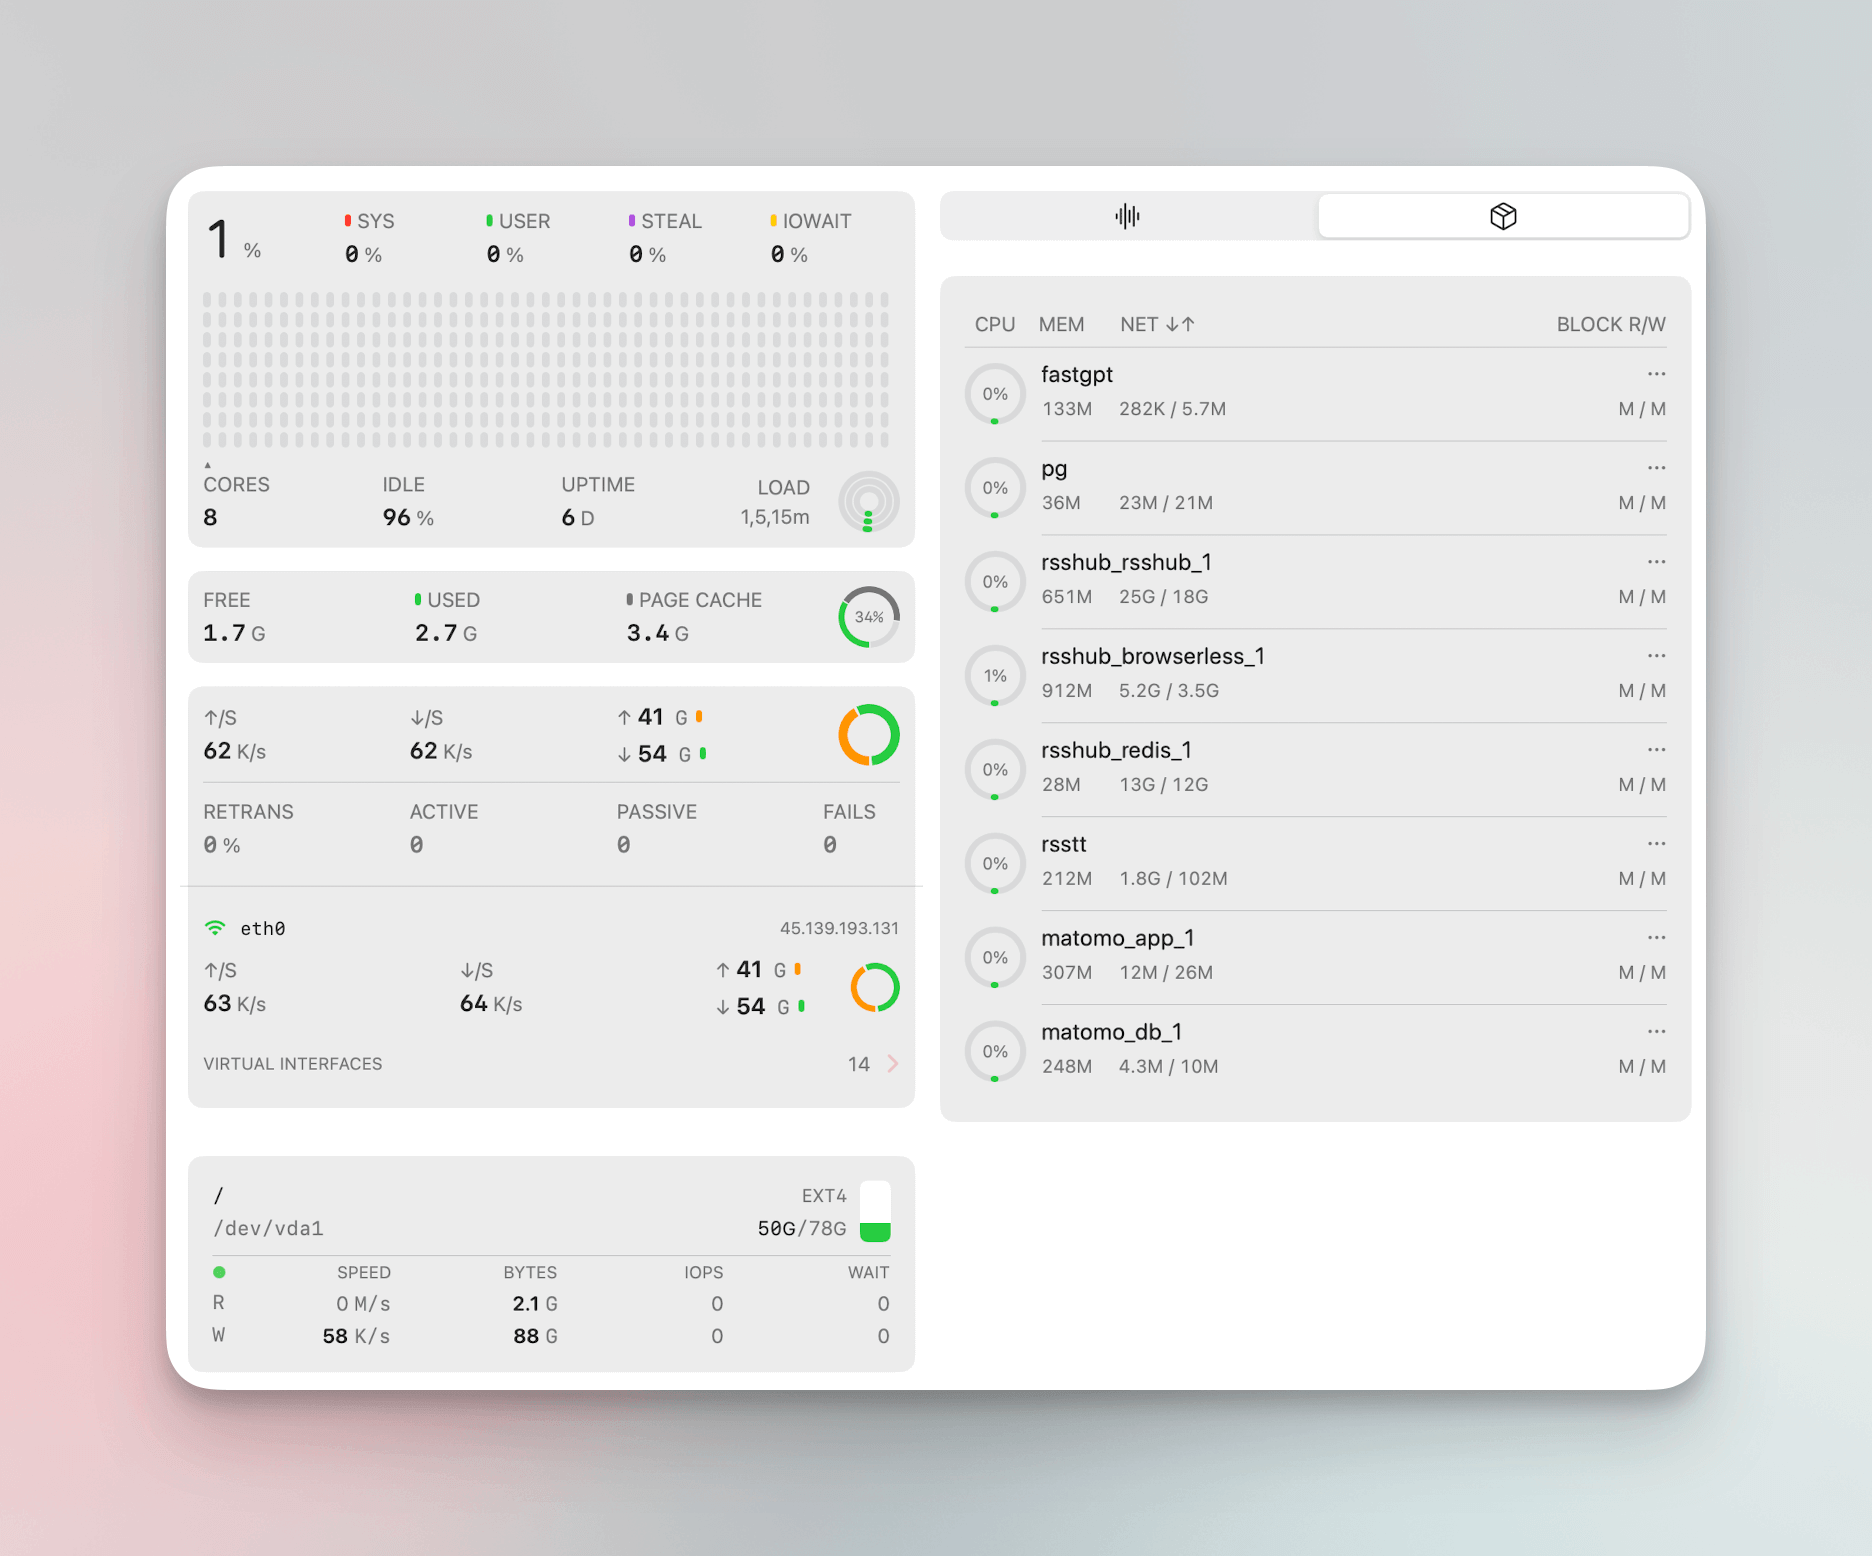 1 %
SYS USER STEAL IOWAIT
0 % 0 % 0 % 0 %
CORES IDLE UPTIME LOAD
8 96 % 6 D 1,5,15m
FREE USED PAGE CACHE
1.7 G 2.7 G 3.4 G 34%
↑/S ↓/S ↑ 41 G
62 K/s 62 K/s ↓ 54 G
RETRANS ACTIVE PASSIVE FAILS
0 % 0 0 0
eth0 45.139.193.131
↑/S ↓/S ↑ 41 G
63 K/s 64 K/s ↓ 54 G
VIRTUAL INTERFACES 14
/ EXT4
/dev/vda1 50G/78G
SPEED BYTES IOPS WAIT
R 0 M/s 2.1 G 0 0
W 58 K/s 88 G 0 0
CPU MEM NET ↓↑ BLOCK R/W
0% fastgpt ...
133M 282K / 5.7M M / M
0% pg ...
36M 23M / 21M M / M
0% rsshub_rsshub_1 ...
651M 25G / 18G M / M
1% rsshub_browserless_1 ...
912M 5.2G / 3.5G M / M
0% rsshub_redis_1 ...
28M 13G / 12G M / M
0% rsstt ...
212M 1.8G / 102M M / M
0% matomo_app_1 ...
307M 12M / 26M M / M
0% matomo_db_1 ...
248M 4.3M / 10M M / M